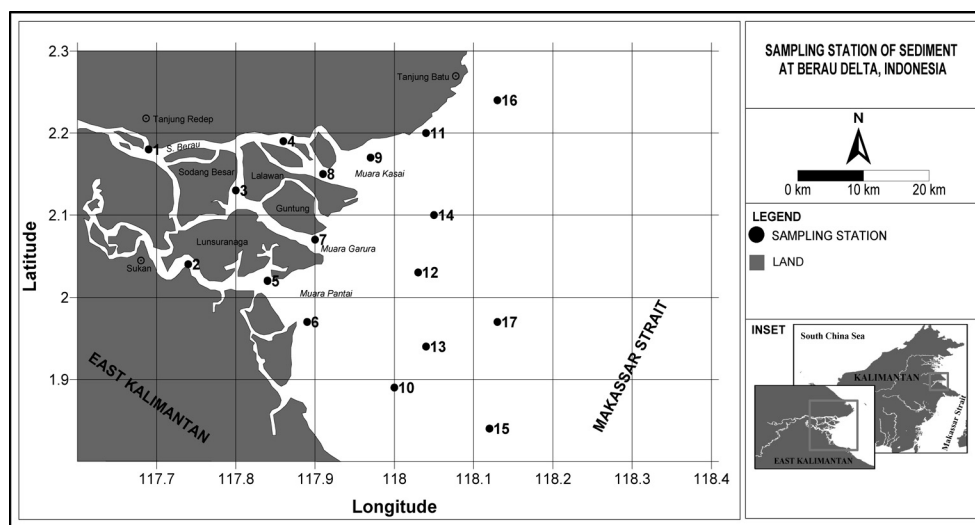 2.3
2.2
2.1
2
1.9
Latitude
117.7
117.8
117.9
118
118.1
118.2
118.3
118.4
Longitude
Tanjung Batu
Tanjung Redep
S. Berau
Sodang Besar
Lalawan
Guntung
Lunsuranaga
Sukan
Muara Kasai
Muara Garura
Muara Pantai
1
2
3
4
5
6
7
8
9
10
11
12
13
14
15
16
17
EAST KALIMANTAN
MAKASSAR STRAIT
SAMPLING STATION OF SEDIMENT
AT BERAU DELTA, INDONESIA
N
0 km
10 km
20 km
LEGEND
SAMPLING STATION
LAND
INSET
South China Sea
KALIMANTAN
Makassar Strait
EAST KALIMANTAN